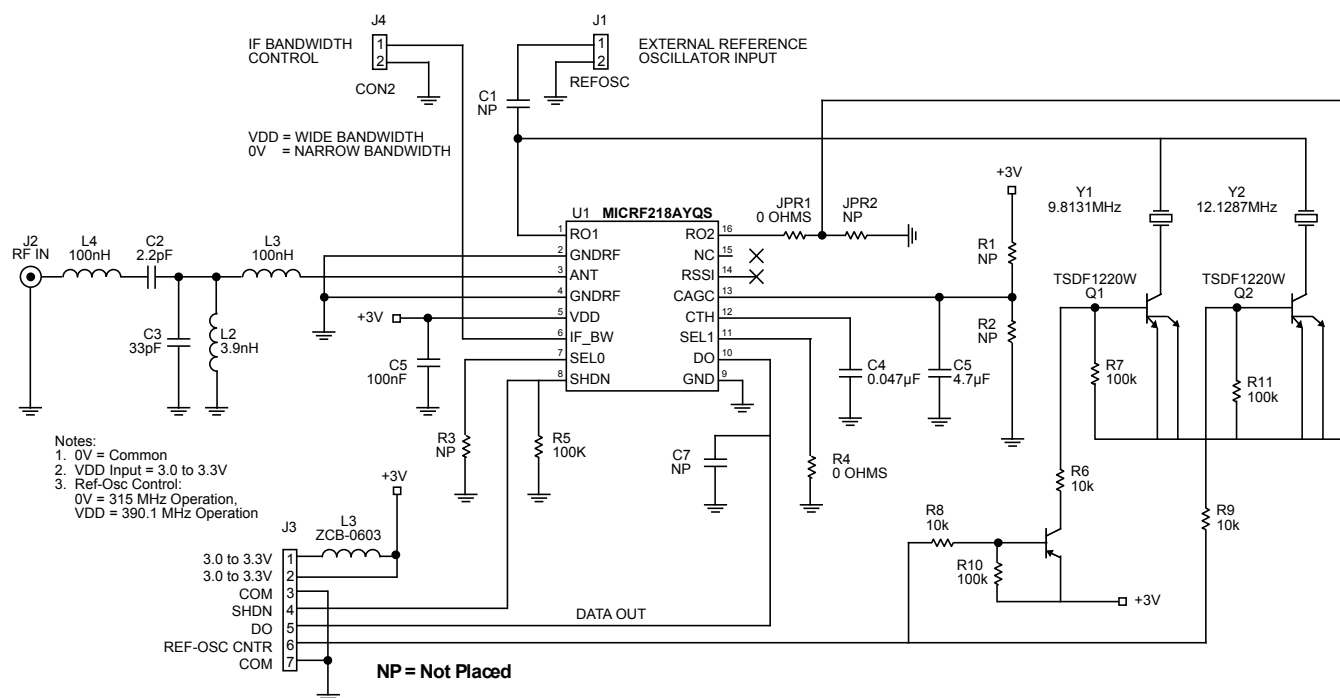 J4
J1
IF BANDWIDTH
CONTROL
1
2
CON2
1
2
EXTERNAL REFERENCE
OSCILLATOR INPUT
REFOSC
C1
NP
VDD = WIDE BANDWIDTH
0V = NARROW BANDWIDTH
+3V
Y1
9.8131MHz
Y2
12.1287MHz
J2
RF IN
L4
100nH
C2
2.2pF
L3
100nH
C3
33pF
L2
3.9nH
U1 MICRF218AYQS
1 RO1
2 GNDRF
3 ANT
4 GNDRF
5 VDD
6 IF_BW
7 SEL0
8 SHDN
RO2 16
NC 15
RSSI 14
CAGC 13
CTH 12
SEL1 11
DO 10
GND 9
JPR1
0 OHMS
JPR2
NP
R1
NP
R2
NP
TSDF1220W
Q1
TSDF1220W
Q2
+3V
C5
100nF
C4
0.047µF
C5
4.7µF
R7
100k
R11
100k
R3
NP
R5
100K
C7
NP
R4
0 OHMS
R6
10k
R9
10k
R8
10k
R10
100k
+3V
Notes:
1. 0V = Common
2. VDD Input = 3.0 to 3.3V
3. Ref-Osc Control:
0V = 315 MHz Operation,
VDD = 390.1 MHz Operation
+3V
L3
ZCB-0603
J3
3.0 to 3.3V 1
3.0 to 3.3V 2
COM 3
SHDN 4
DO 5
REF-OSC CNTR 6
COM 7
DATA OUT
NP = Not Placed